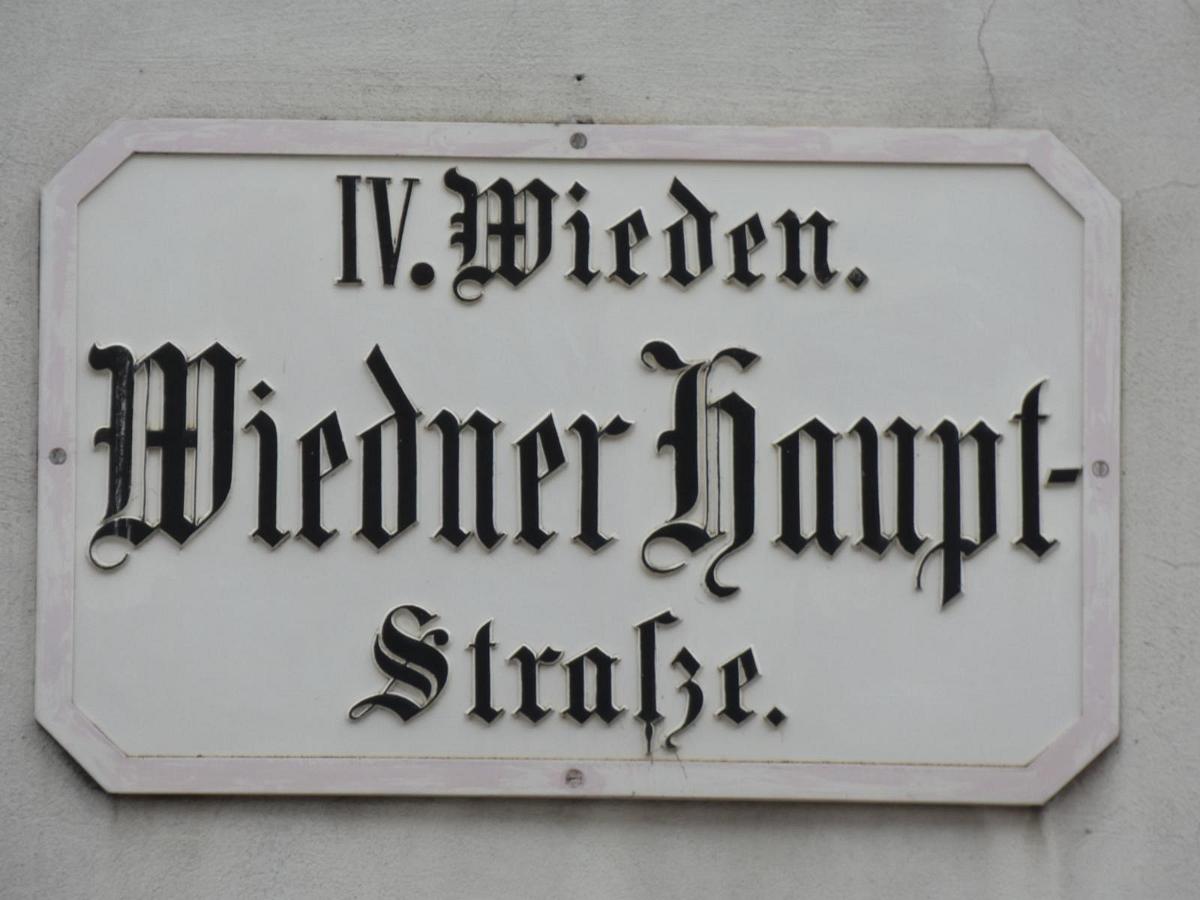 IV. Wieden.
Wiedner Haupt-
Straſze.